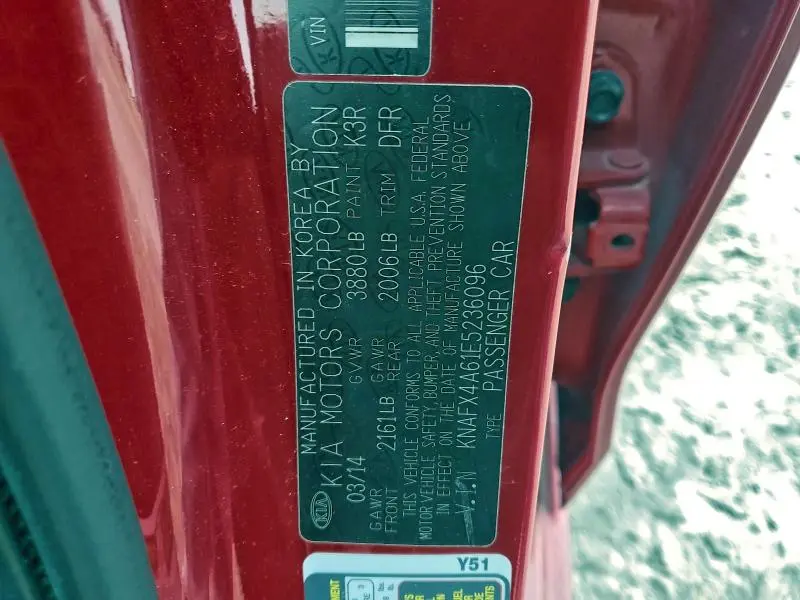 VIN
MANUFACTURED IN KOREA BY
KIA MOTORS CORPORATION
03/14 GVWR 3880LB PAINT K3R
GAWR FRONT 2161LB GAWR REAR 2006LB TRIM DFR
THIS VEHICLE CONFORMS TO ALL APPLICABLE U.S.A. FEDERAL
MOTOR VEHICLE SAFETY, BUMPER AND THEFT PREVENTION STANDARDS
IN EFFECT ON THE DATE OF MANUFACTURE SHOWN ABOVE
V.I.N KNAFX4A61E5236096
TYPE PASSENGER CAR
KIA
Y51